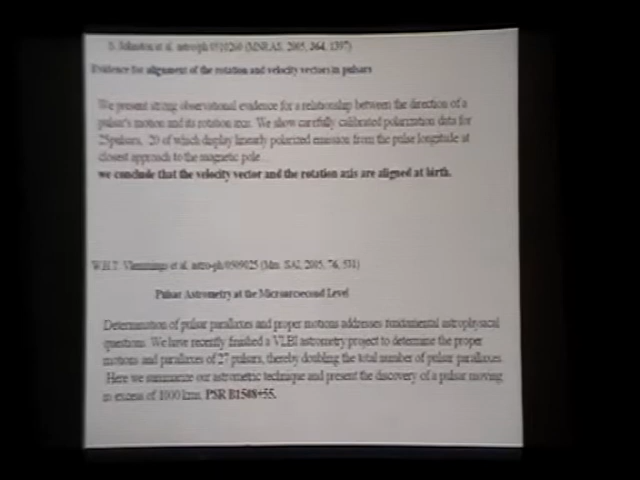 S. Johnston et al. astro-ph/0510260 (MNRAS, 2005, 364, 1397)
Evidence for alignment of the rotation and velocity vectors in pulsars
We present strong observational evidence for a relationship between the direction of a
pulsar's motion and its rotation axis. We show carefully calibrated polarization data for
25pulsars, 20 of which display linearly polarized emission from the pulse longitude at
closest approach to the magnetic pole...
we conclude that the velocity vector and the rotation axis are aligned at birth.
W.H.T. Vlemmings et al. astro-ph/0509025 (Mm. SAI, 2005, 76, 531)
Pulsar Astrometry at the Microarcsecond Level
Determination of pulsar parallaxes and proper motions addresses fundamental astrophysical
questions. We have recently finished a VLBI astrometry project to determine the proper
motions and parallaxes of 27 pulsars, thereby doubling the total number of pulsar parallaxes.
Here we summarize our astrometric technique and present the discovery of a pulsar moving
in excess of 1000 kms. PSR B1508+55.